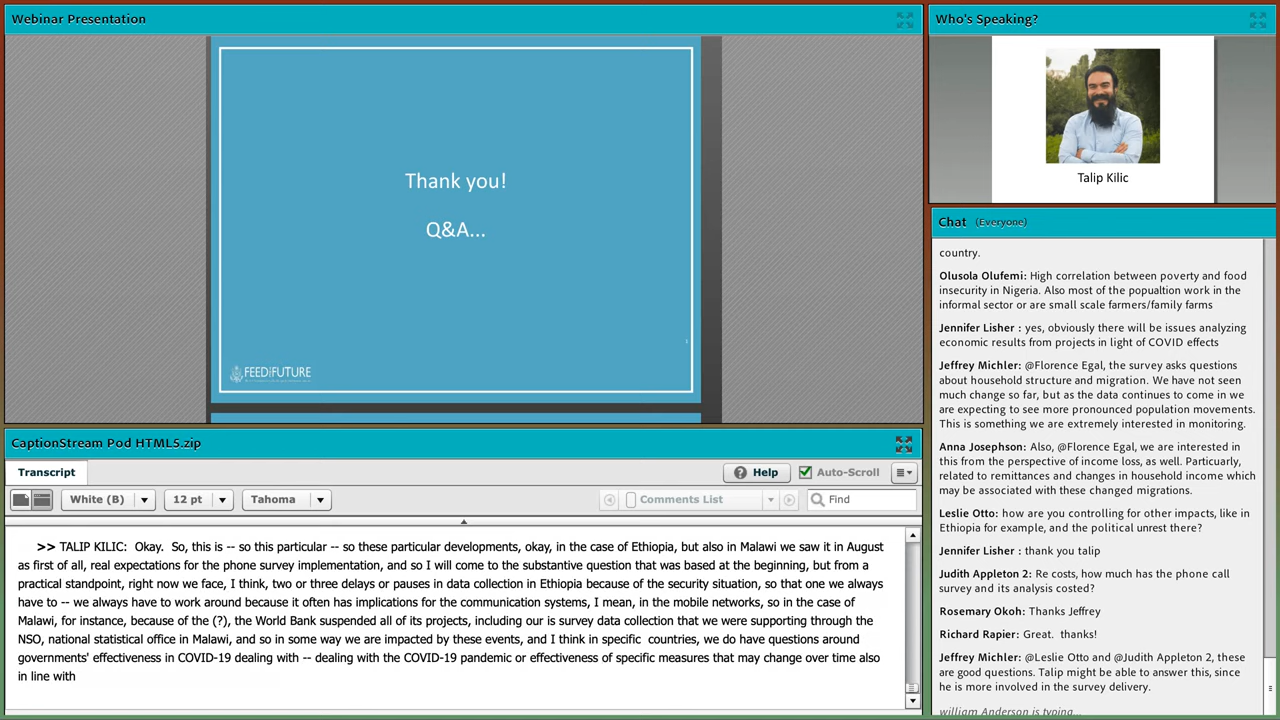 Webinar Presentation
Thank you!
Q&A...
FEED THE FUTURE
Who's Speaking?
Talip Kilic
CaptionStream Pod HTML5.zip
Transcript
Help
Auto-Scroll
White (B)
12 pt
Tahoma
Comments List
Find
>> TALIP KILIC: Okay. So, this is -- so this particular -- so these particular developments, okay, in the case of Ethiopia, but also in Malawi we saw it in August
as first of all, real expectations for the phone survey implementation, and so I will come to the substantive question that was based at the beginning, but from a
practical standpoint, right now we face, I think, two or three delays or pauses in data collection in Ethiopia because of the security situation, so that one we always
have to -- we always have to work around because it often has implications for the communication systems, I mean, in the mobile networks, so in the case of
Malawi, for instance, because of the (?), the World Bank suspended all of its projects, including our is survey data collection that we were supporting through the
NSO, national statistical office in Malawi, and so in some way we are impacted by these events, and I think in specific countries, we do have questions around
governments' effectiveness in COVID-19 dealing with -- dealing with the COVID-19 pandemic or effectiveness of specific measures that may change over time also
in line with
Chat (Everyone)
country.
Olusola Olufemi: High correlation between poverty and food
insecurity in Nigeria. Also most of the popualtion work in the
informal sector or are small scale farmers/family farms
Jennifer Lisher : yes, obviously there will be issues analyzing
economic results from projects in light of COVID effects
Jeffrey Michler: @Florence Egal, the survey asks questions
about household structure and migration. We have not seen
much change so far, but as the data continues to come in we
are expecting to see more pronounced population movements.
This is something we are extremely interested in monitoring.
Anna Josephson: Also, @Florence Egal, we are interested in
this from the perspective of income loss, as well. Particuarly,
related to remittances and changes in household income which
may be associated with these changed migrations.
Leslie Otto: how are you controlling for other impacts, like in
Ethiopia for example, and the political unrest there?
Jennifer Lisher : thank you talip
Judith Appleton 2: Re costs, how much has the phone call
survey and its analysis costed?
Rosemary Okoh: Thanks Jeffrey
Richard Rapier: Great. thanks!
Jeffrey Michler: @Leslie Otto and @Judith Appleton 2, these
are good questions. Talip might be able to answer this, since
he is more involved in the survey delivery.
william Anderson is typing...